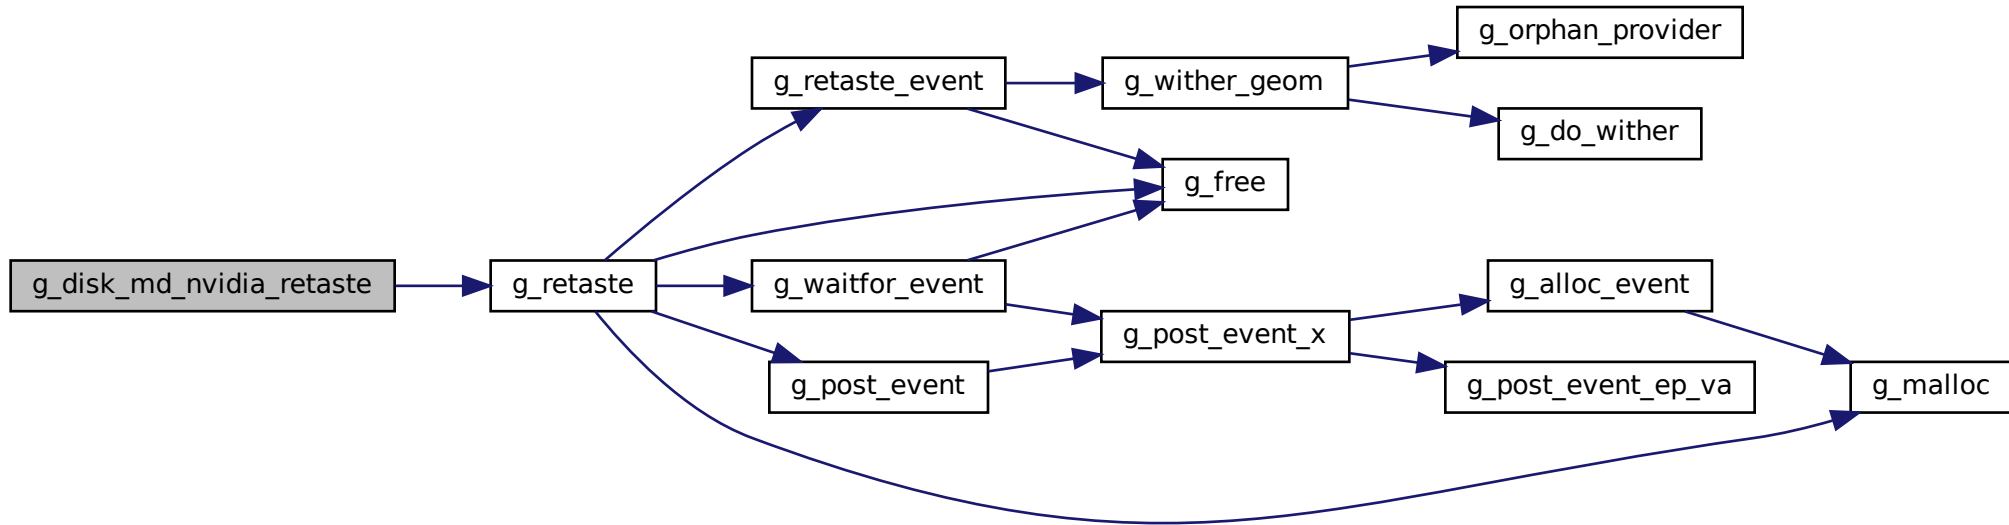 g_orphan_provider
g_retaste_event
g_wither_geom
g_do_wither
g_free
g_disk_md_nvidia_retaste
g_retaste
g_waitfor_event
g_alloc_event
g_post_event_x
g_post_event
g_post_event_ep_va
g_malloc